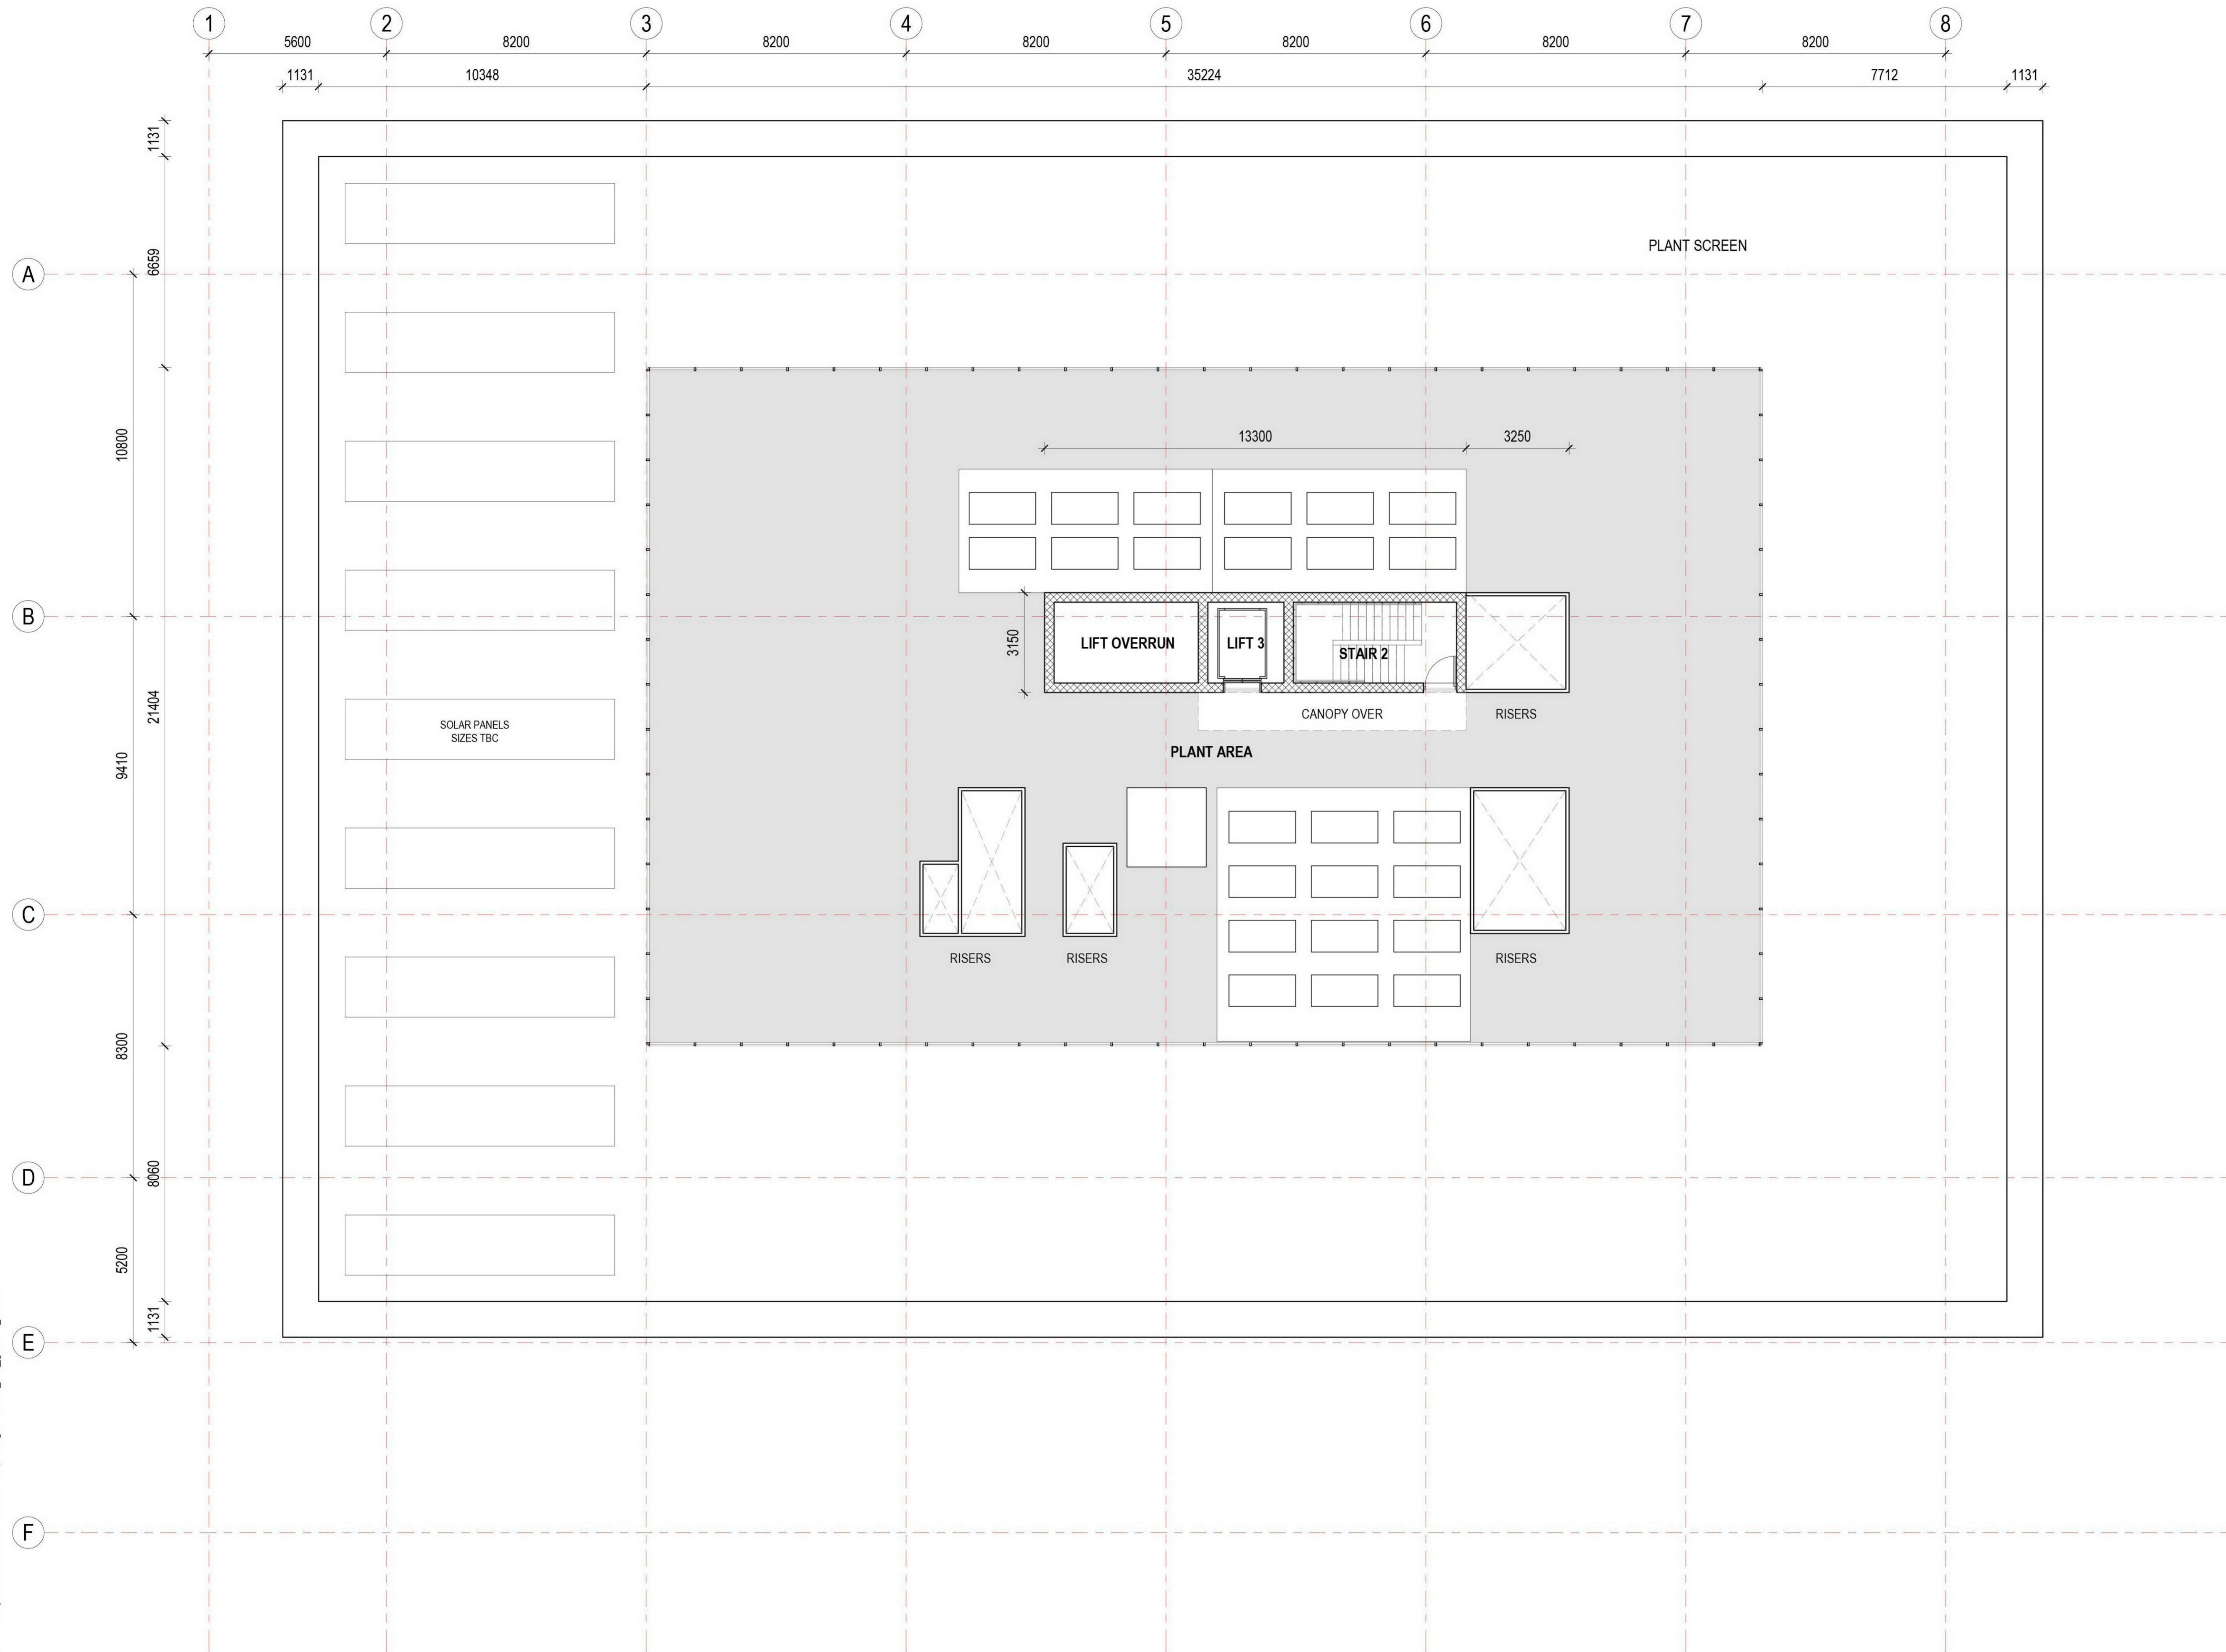 1 2 3 4 5 6 7 8
5600 8200 8200 8200 8200 8200 8200
1131 10348 35224 7712 1131
1131
6659
PLANT SCREEN
A
10800
13300 3250
B
3150
LIFT OVERRUN LIFT 3 STAIR 2
CANOPY OVER RISERS
21404
SOLAR PANELS
SIZES TBC
PLANT AREA
9410
C
RISERS RISERS RISERS
8300
D
8060
5200
1131
E
F